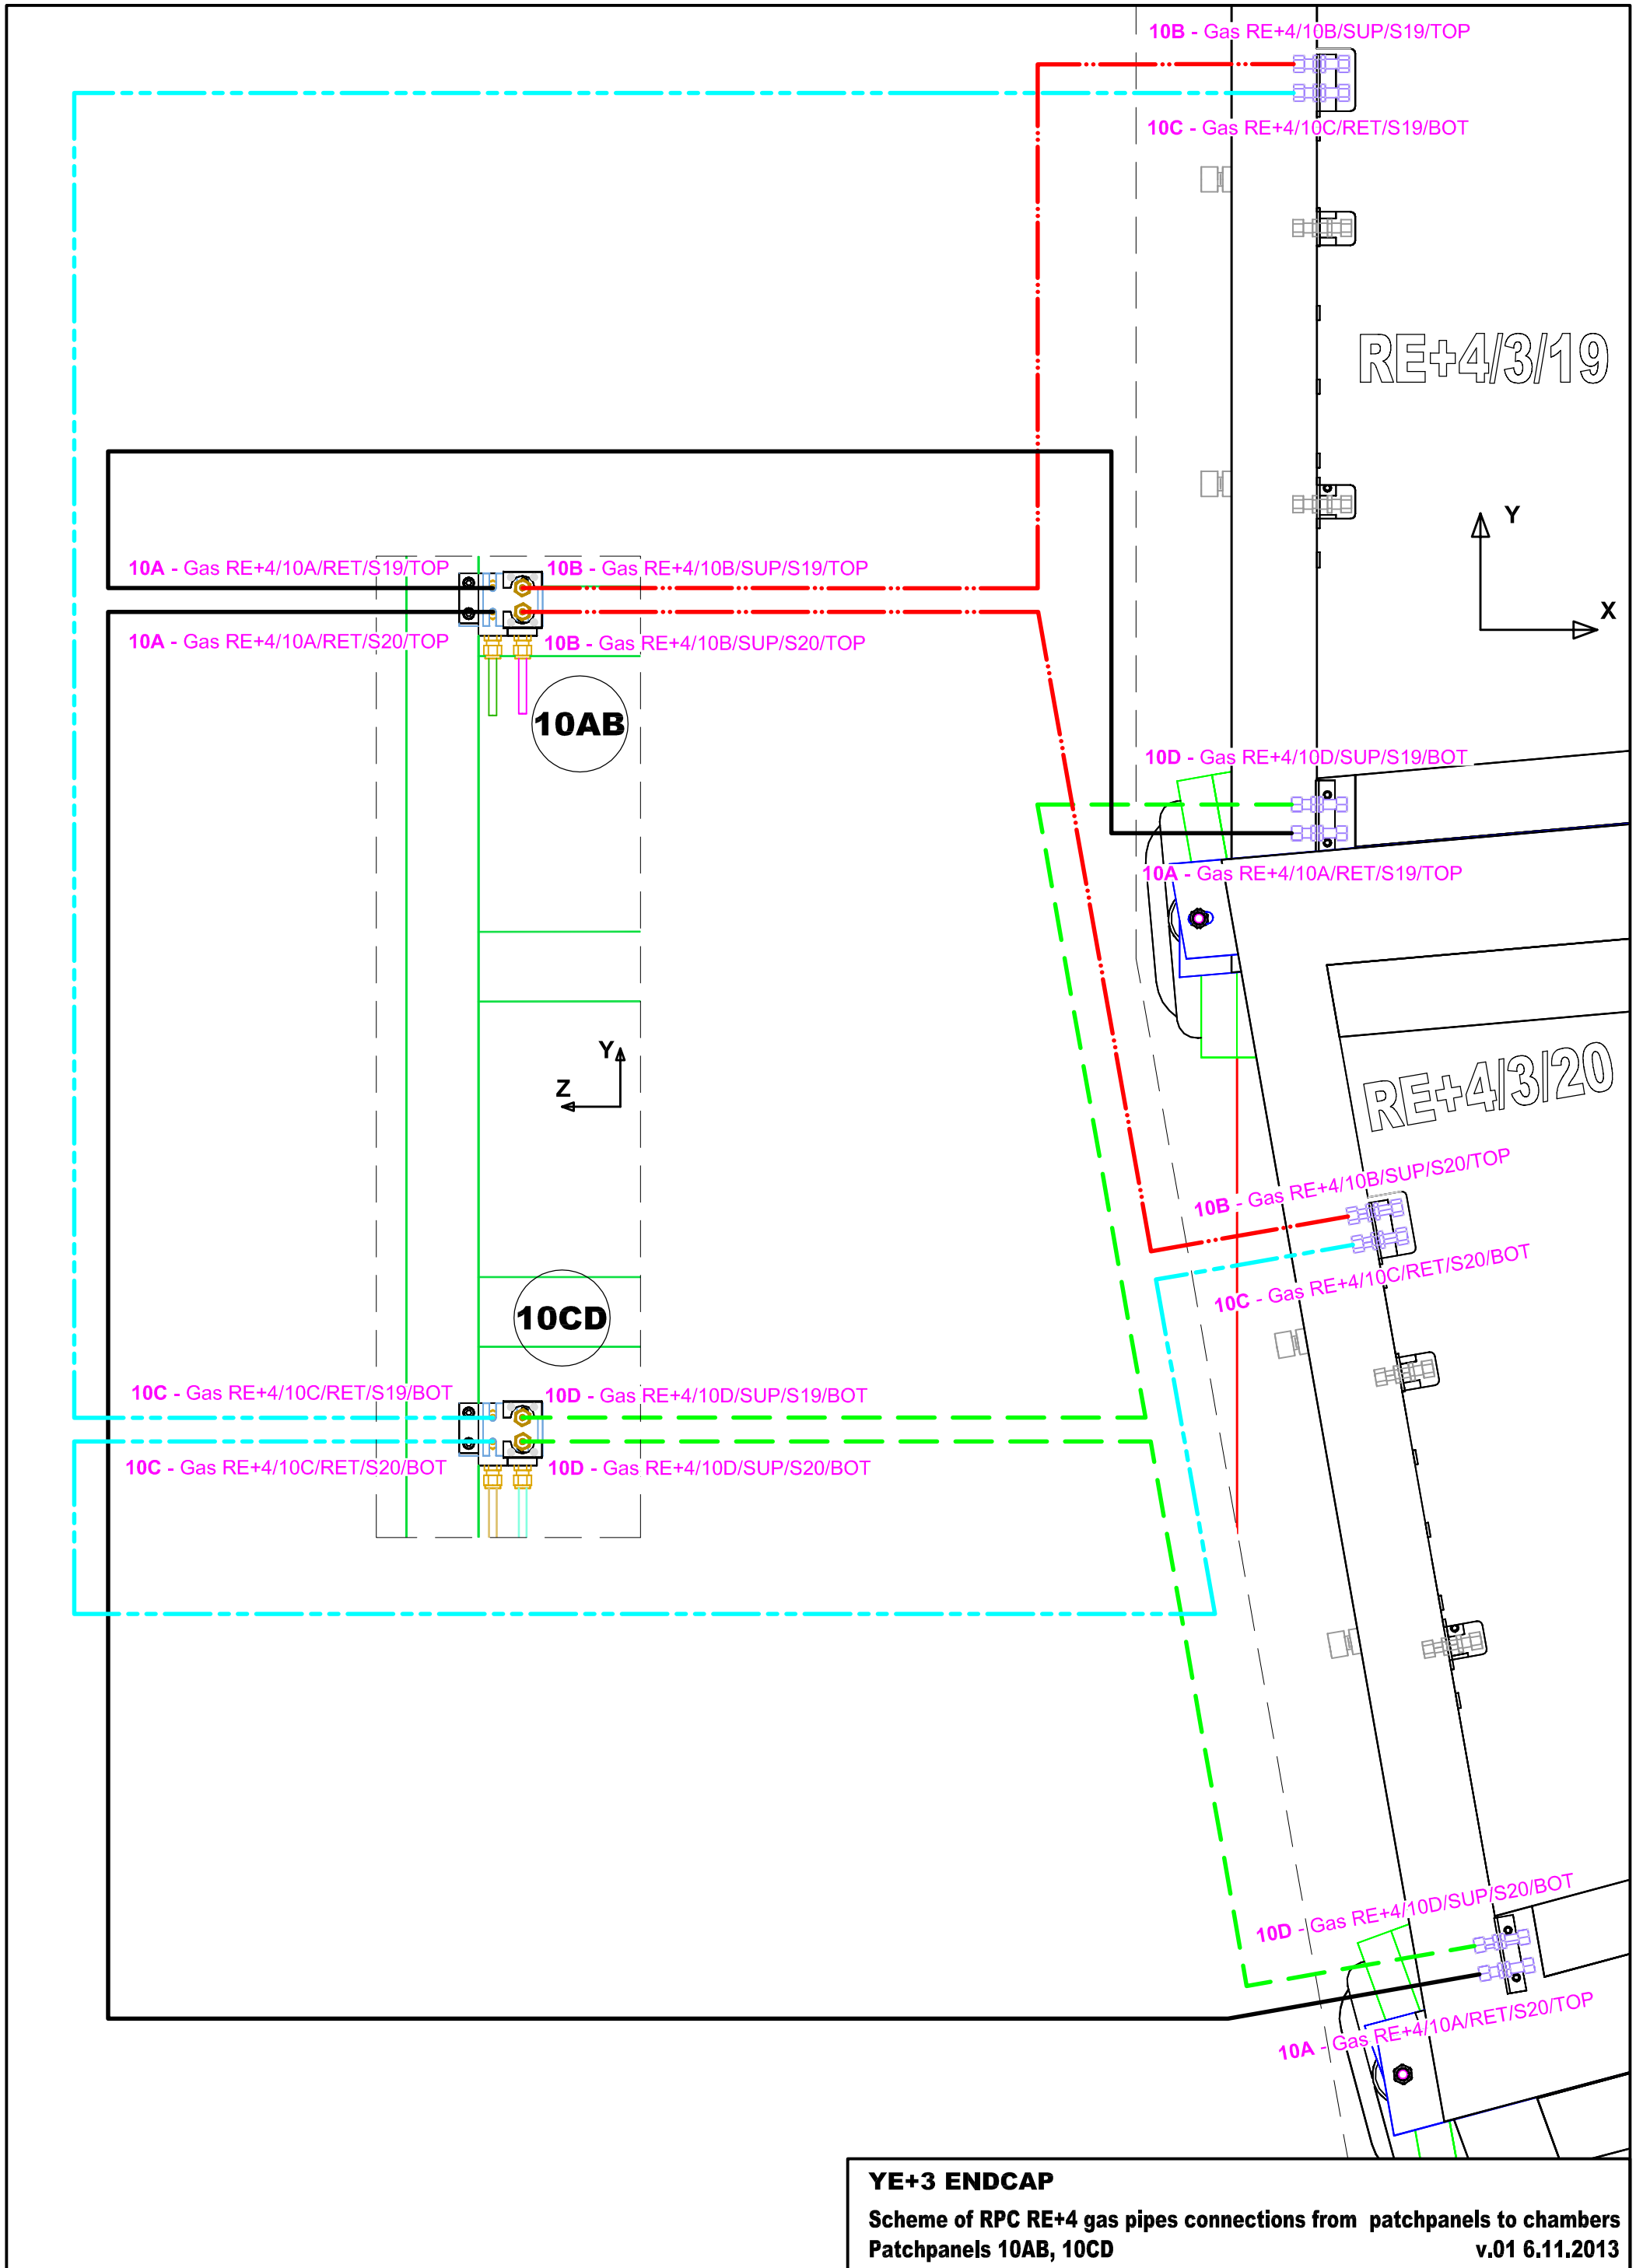 10B - Gas RE+4/10B/SUP/S19/TOP
10C - Gas RE+4/10C/RET/S19/BOT
RE+4/3/19
Y
X
10A - Gas RE+4/10A/RET/S19/TOP
10B - Gas RE+4/10B/SUP/S19/TOP
10A - Gas RE+4/10A/RET/S20/TOP
10B - Gas RE+4/10B/SUP/S20/TOP
10AB
10D - Gas RE+4/10D/SUP/S19/BOT
10A - Gas RE+4/10A/RET/S19/TOP
Y
Z
RE+4/3/20
10B - Gas RE+4/10B/SUP/S20/TOP
10C - Gas RE+4/10C/RET/S20/BOT
10CD
10C - Gas RE+4/10C/RET/S19/BOT
10D - Gas RE+4/10D/SUP/S19/BOT
10C - Gas RE+4/10C/RET/S20/BOT
10D - Gas RE+4/10D/SUP/S20/BOT
10D - Gas RE+4/10D/SUP/S20/BOT
10A - Gas RE+4/10A/RET/S20/TOP
YE+3 ENDCAP
Scheme of RPC RE+4 gas pipes connections from patchpanels to chambers
Patchpanels 10AB, 10CD v.01 6.11.2013